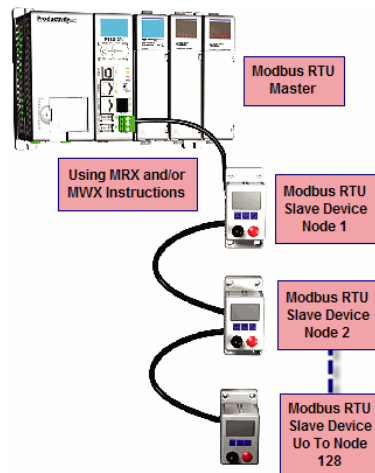 Productivity
Modbus RTU
Master
Using MRX and/or
MWX Instructions
Modbus RTU
Slave Device
Node 1
Modbus RTU
Slave Device
Node 2
Modbus RTU
Slave Device
Uo To Node
128